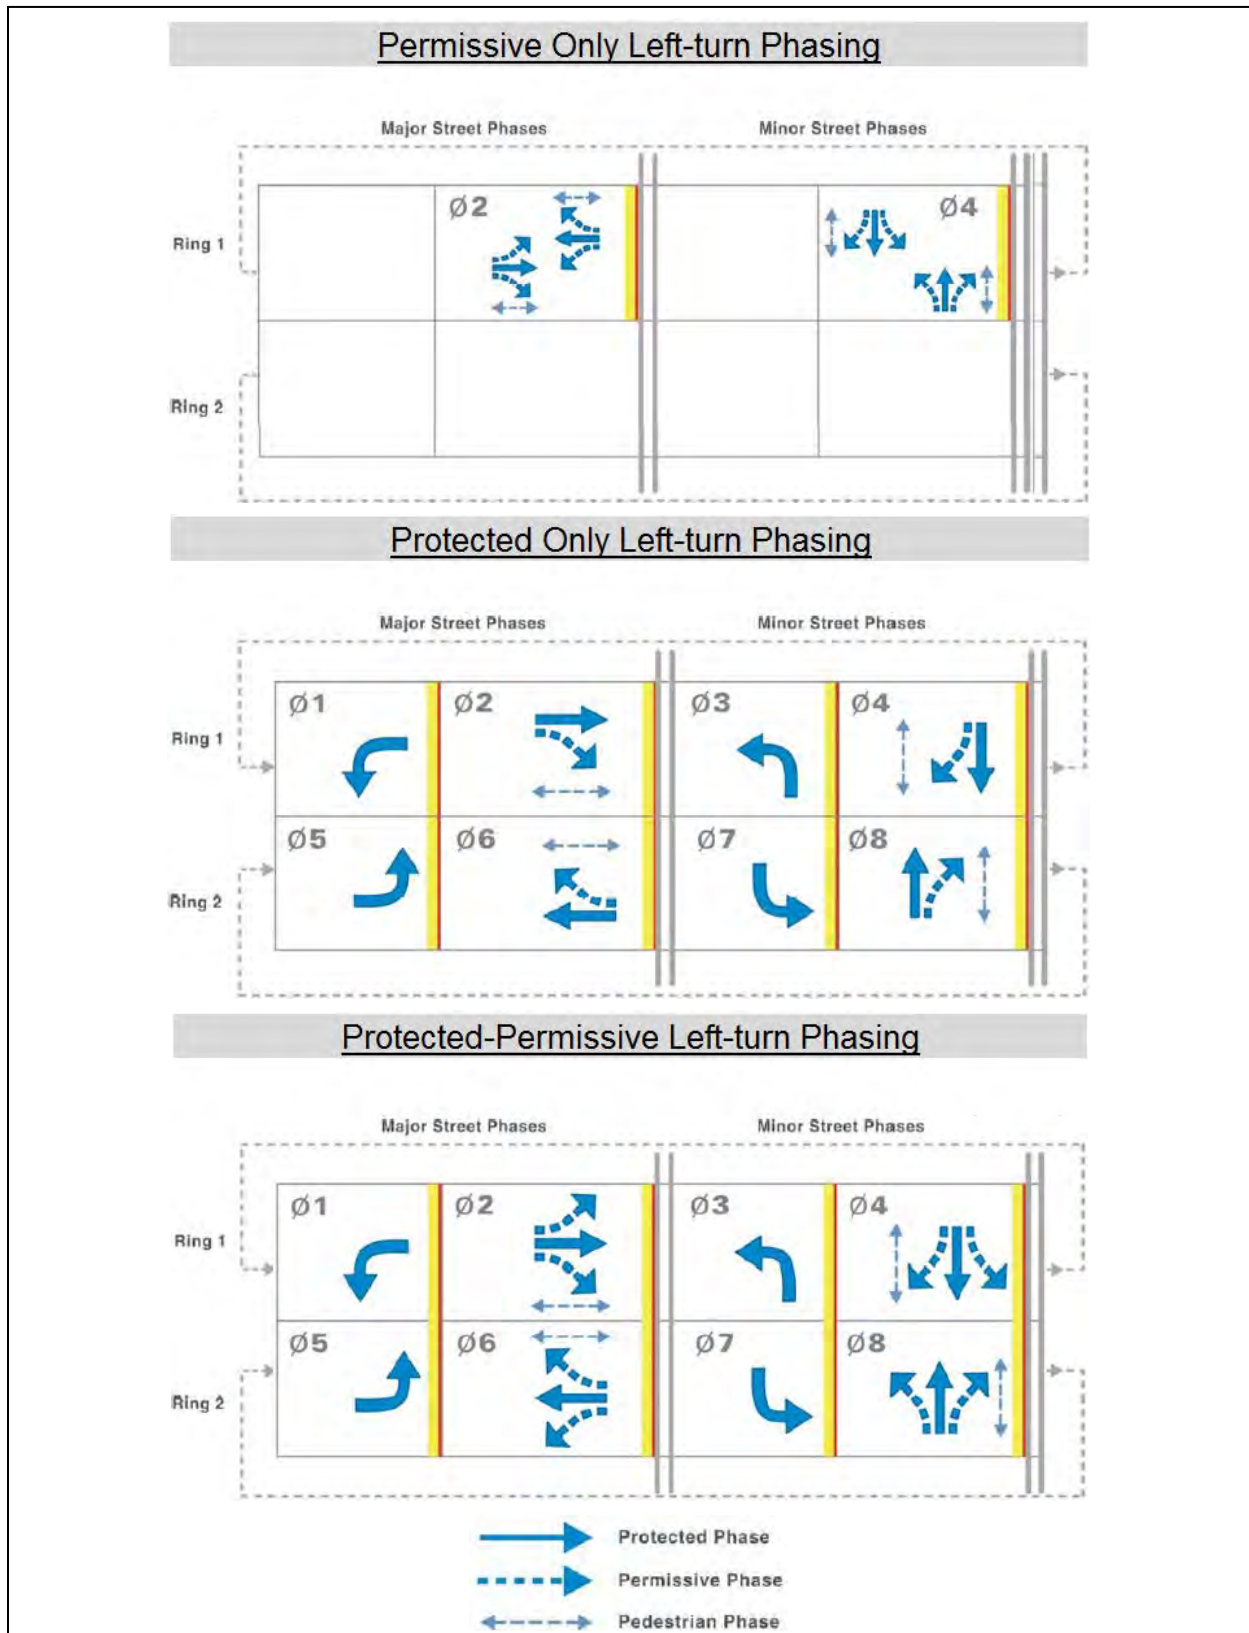 Permissive Only Left-turn Phasing
Major Street Phases Minor Street Phases
Ø2 Ø4
Ring 1
Ring 2
Protected Only Left-turn Phasing
Major Street Phases Minor Street Phases
Ø1 Ø2 Ø3 Ø4
Ring 1
Ø5 Ø6 Ø7 Ø8
Ring 2
Protected-Permissive Left-turn Phasing
Major Street Phases Minor Street Phases
Ø1 Ø2 Ø3 Ø4
Ring 1
Ø5 Ø6 Ø7 Ø8
Ring 2
Protected Phase
Permissive Phase
Pedestrian Phase